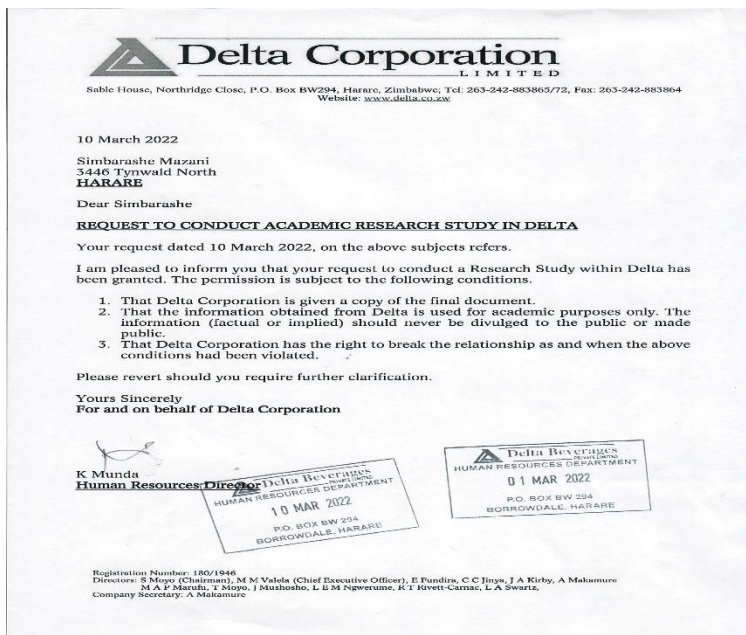 Delta Corporation
LIMITED
Sable House, Northridge Close, P.O. Box BW294, Harare, Zimbabwe; Tel: 263-242-883865/72, Fax: 263-242-883864
Website: www.delta.co.zw
10 March 2022
Simbarashe Mazani
3446 Tynwald North
HARARE
Dear Simbarashe
REQUEST TO CONDUCT ACADEMIC RESEARCH STUDY IN DELTA
Your request dated 10 March 2022, on the above subjects refers.
I am pleased to inform you that your request to conduct a Research Study within Delta has
been granted. The permission is subject to the following conditions.
1. That Delta Corporation is given a copy of the final document.
2. That the information obtained from Delta is used for academic purposes only. The
information (factual or implied) should never be divulged to the public or made
public.
3. That Delta Corporation has the right to break the relationship as and when the above
conditions had been violated.
Please revert should you require further clarification.
Yours Sincerely
For and on behalf of Delta Corporation
K Munda
Human Resources Director
Delta Beverages
PRIVATE LIMITED
HUMAN RESOURCES DEPARTMENT
10 MAR 2022
P.O. BOX BW 294
BORROWDALE, HARARE
Delta Beverages
PRIVATE LIMITED
HUMAN RESOURCES DEPARTMENT
01 MAR 2022
P.O. BOX BW 294
BORROWDALE, HARARE
Registration Number: 180/1946
Directors: S Moyo (Chairman), M M Valela (Chief Executive Officer), E Fundira, C C Jinya, J A Kirby, A Makamure
M A P Marufu, T Moyo, J Mushosho, L E M Ngwerume, R T Rivett-Carnac, L A Swartz,
Company Secretary: A Makamure